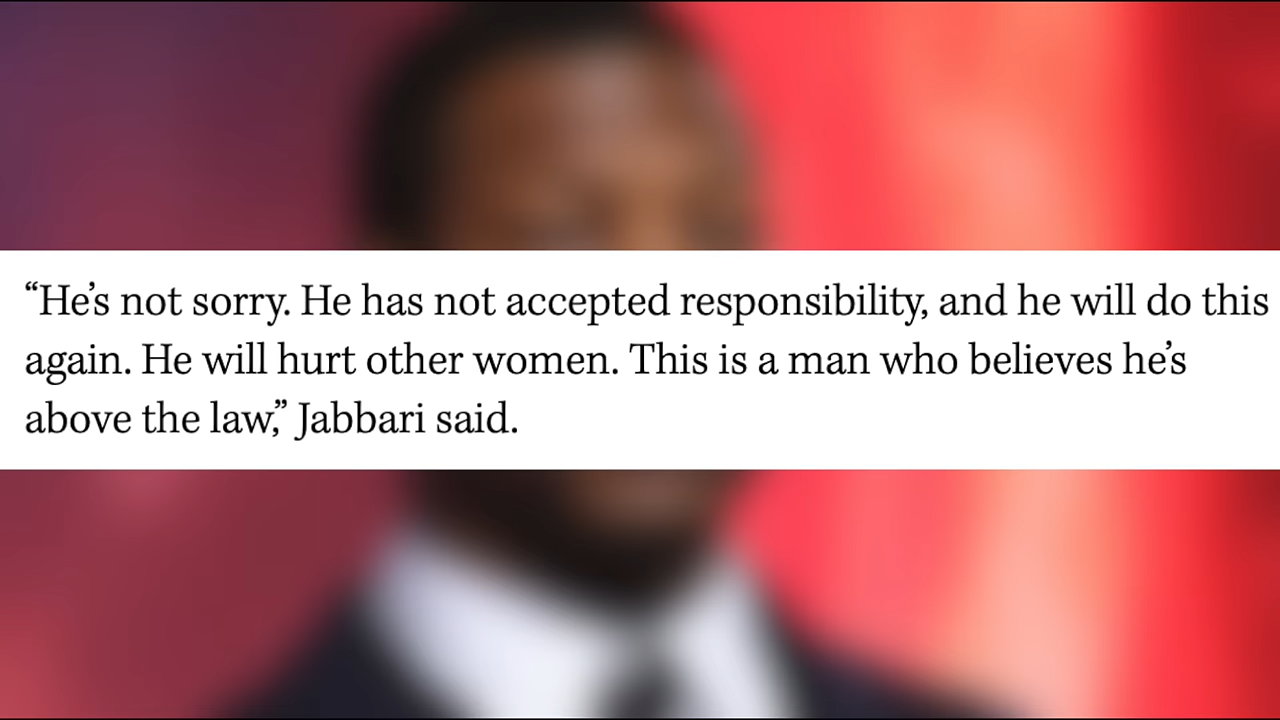 “He’s not sorry. He has not accepted responsibility, and he will do this
again. He will hurt other women. This is a man who believes he’s
above the law,” Jabbari said.